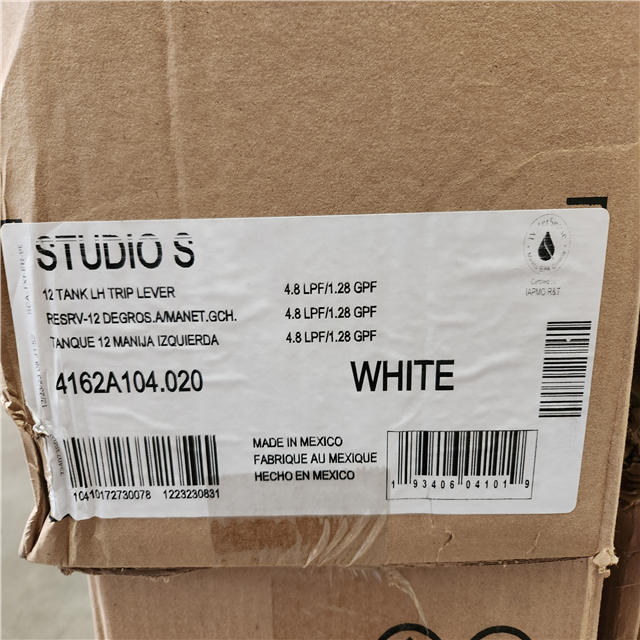 STUDIO S
12 TANK LH TRIP LEVER 4.8 LPF/1.28 GPF
RESRV-12 DEGROS.A/MANET.GCH. 4.8 LPF/1.28 GPF
TANQUE 12 MANIJA IZQUIERDA 4.8 LPF/1.28 GPF
4162A104.020 WHITE
MADE IN MEXICO
FABRIQUE AU MEXIQUE
HECHO EN MEXICO
10410172730078 1223230831
1 93406 04101 9
Certified
IAPMO R&T